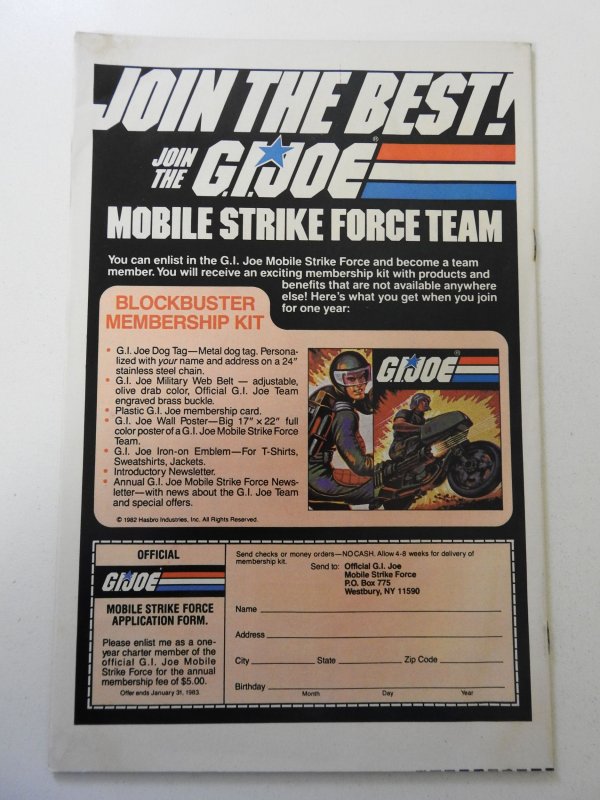 JOIN THE BEST!
JOIN
THE
G.I. JOE®
MOBILE STRIKE FORCE TEAM
You can enlist in the G.I. Joe Mobile Strike Force and become a team
member. You will receive an exciting membership kit with products and
benefits that are not available anywhere
else! Here's what you get when you join
for one year:
BLOCKBUSTER
MEMBERSHIP KIT
• G.I. Joe Dog Tag—Metal dog tag. Persona-
lized with your name and address on a 24"
stainless steel chain.
• G.I. Joe Military Web Belt — adjustable,
olive drab color, Official G.I. Joe Team
engraved brass buckle.
• Plastic G.I. Joe membership card.
• G.I. Joe Wall Poster—Big 17" x 22" full
color poster of a G.I. Joe Mobile Strike Force
Team.
• G.I. Joe Iron-on Emblem—For T-Shirts,
Sweatshirts, Jackets.
• Introductory Newsletter.
• Annual G.I. Joe Mobile Strike Force News-
letter—with news about the G.I. Joe Team
and special offers.
© 1982 Hasbro Industries, Inc. All Rights Reserved.
G.I. JOE®
OFFICIAL
G.I. JOE
MOBILE STRIKE FORCE
APPLICATION FORM.
Please enlist me as a one-
year charter member of the
official G.I. Joe Mobile
Strike Force for the annual
membership fee of $5.00.
Offer ends January 31, 1983.
Send checks or money orders—NO CASH. Allow 4-8 weeks for delivery of
membership kit.
Send to: Official G.I. Joe
Mobile Strike Force
P.O. Box 775
Westbury, NY 11590
Name
Address
City State Zip Code
Birthday
Month Day Year